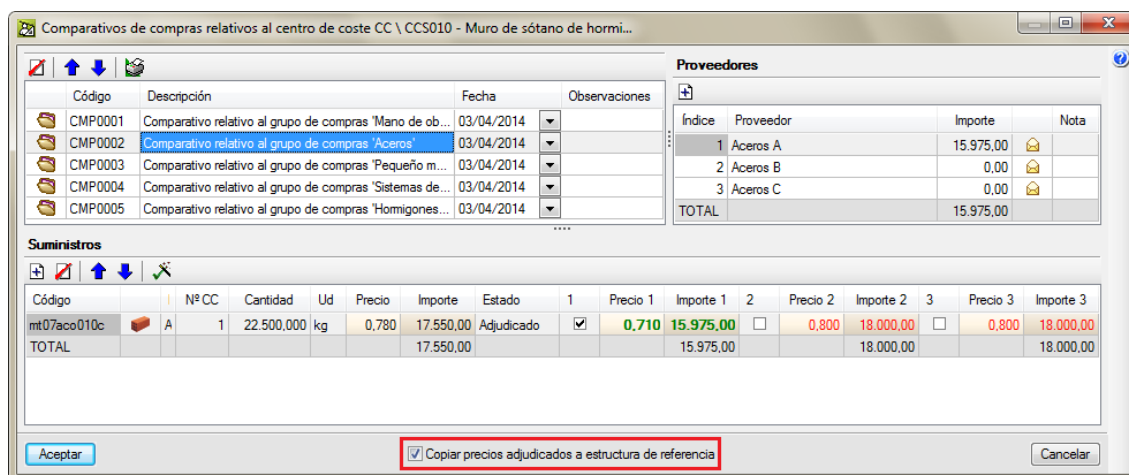 Comparativos de compras relativos al centro de coste CC \ CCS010 - Muro de sótano de hormi...
Código Descripción Fecha Observaciones
CMP0001 Comparativo relativo al grupo de compras 'Mano de ob... 03/04/2014
CMP0002 Comparativo relativo al grupo de compras 'Aceros' 03/04/2014
CMP0003 Comparativo relativo al grupo de compras 'Pequeño m... 03/04/2014
CMP0004 Comparativo relativo al grupo de compras 'Sistemas de... 03/04/2014
CMP0005 Comparativo relativo al grupo de compras 'Hormigones... 03/04/2014
Proveedores
Índice Proveedor Importe Nota
1 Aceros A 15.975,00
2 Aceros B 0,00
3 Aceros C 0,00
TOTAL 15.975,00
Suministros
Código Nº CC Cantidad Ud Precio Importe Estado 1 Precio 1 Importe 1 2 Precio 2 Importe 2 3 Precio 3 Importe 3
mt07aco010c A 1 22.500,000 kg 0,780 17.550,00 Adjudicado 0,710 15.975,00 0,800 18.000,00 0,800 18.000,00
TOTAL 17.550,00 15.975,00 18.000,00 18.000,00
Aceptar Copiar precios adjudicados a estructura de referencia Cancelar